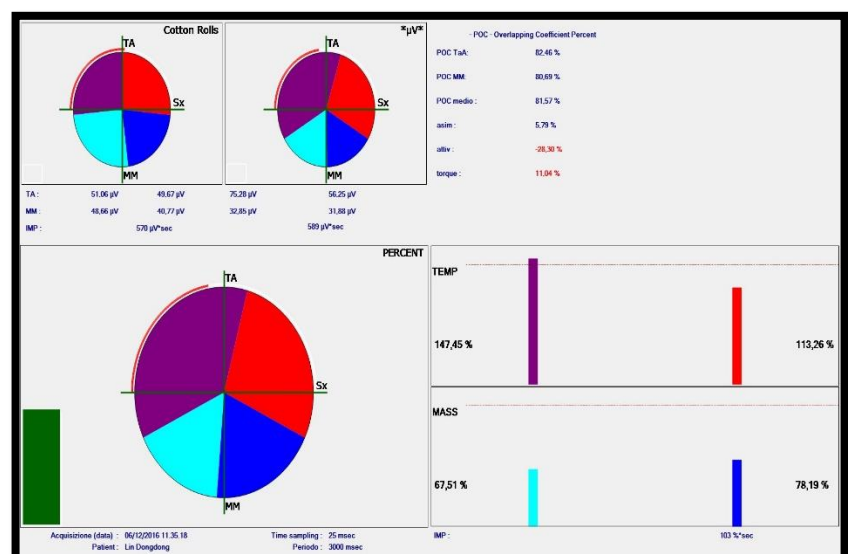 Cotton Rolls
TA
Sx
MM
TA : 51.06 µV 49,67 µV
MM : 48,66 µV 40,77 µV
IMP : 570 µV*sec
*µV*
TA
Sx
MM
75.28 µV 56.25 µV
32,85 µV 31,88 µV
589 µV*sec
- POC - Overlapping Coefficient Percent
POC TaA: 82,46 %
POC MM: 80,69 %
POC medio : 81,57 %
asim : 5,79 %
attiv : -28,30 %
torque : 11,04 %
PERCENT
TA
Sx
MM
Acquisizione (data) : 06/12/2016 11.35.18 Time sampling : 25 msec
Patient : Lin Dongdong Periodo : 3000 msec
TEMP
147,45 % 113,26 %
MASS
67,51 % 78,19 %
IMP : 103 %*sec